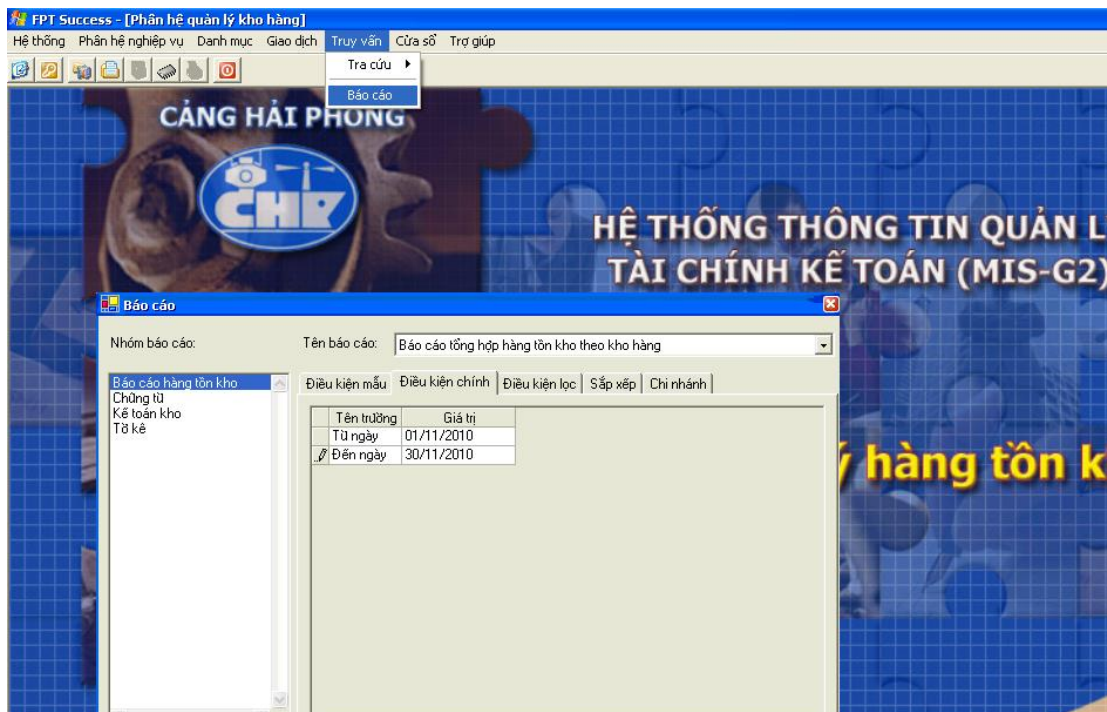 FPT Success - [Phân hệ quản lý kho hàng]
Hệ thống Phân hệ nghiệp vụ Danh mục Giao dịch Truy vấn Cửa sổ Trợ giúp
Tra cứu
Báo cáo
CẢNG HẢI PHÒNG
CHP
HỆ THỐNG THÔNG TIN QUẢN L
TÀI CHÍNH KẾ TOÁN (MIS-G2)
Báo cáo
Nhóm báo cáo:
Tên báo cáo: Báo cáo tổng hợp hàng tồn kho theo kho hàng
Báo cáo hàng tồn kho
Chứng từ
Kế toán kho
Tờ kê
Điều kiện mẫu Điều kiện chính Điều kiện lọc Sắp xếp Chi nhánh
Tên trường Giá trị
Từ ngày 01/11/2010
Đến ngày 30/11/2010
ý hàng tồn k